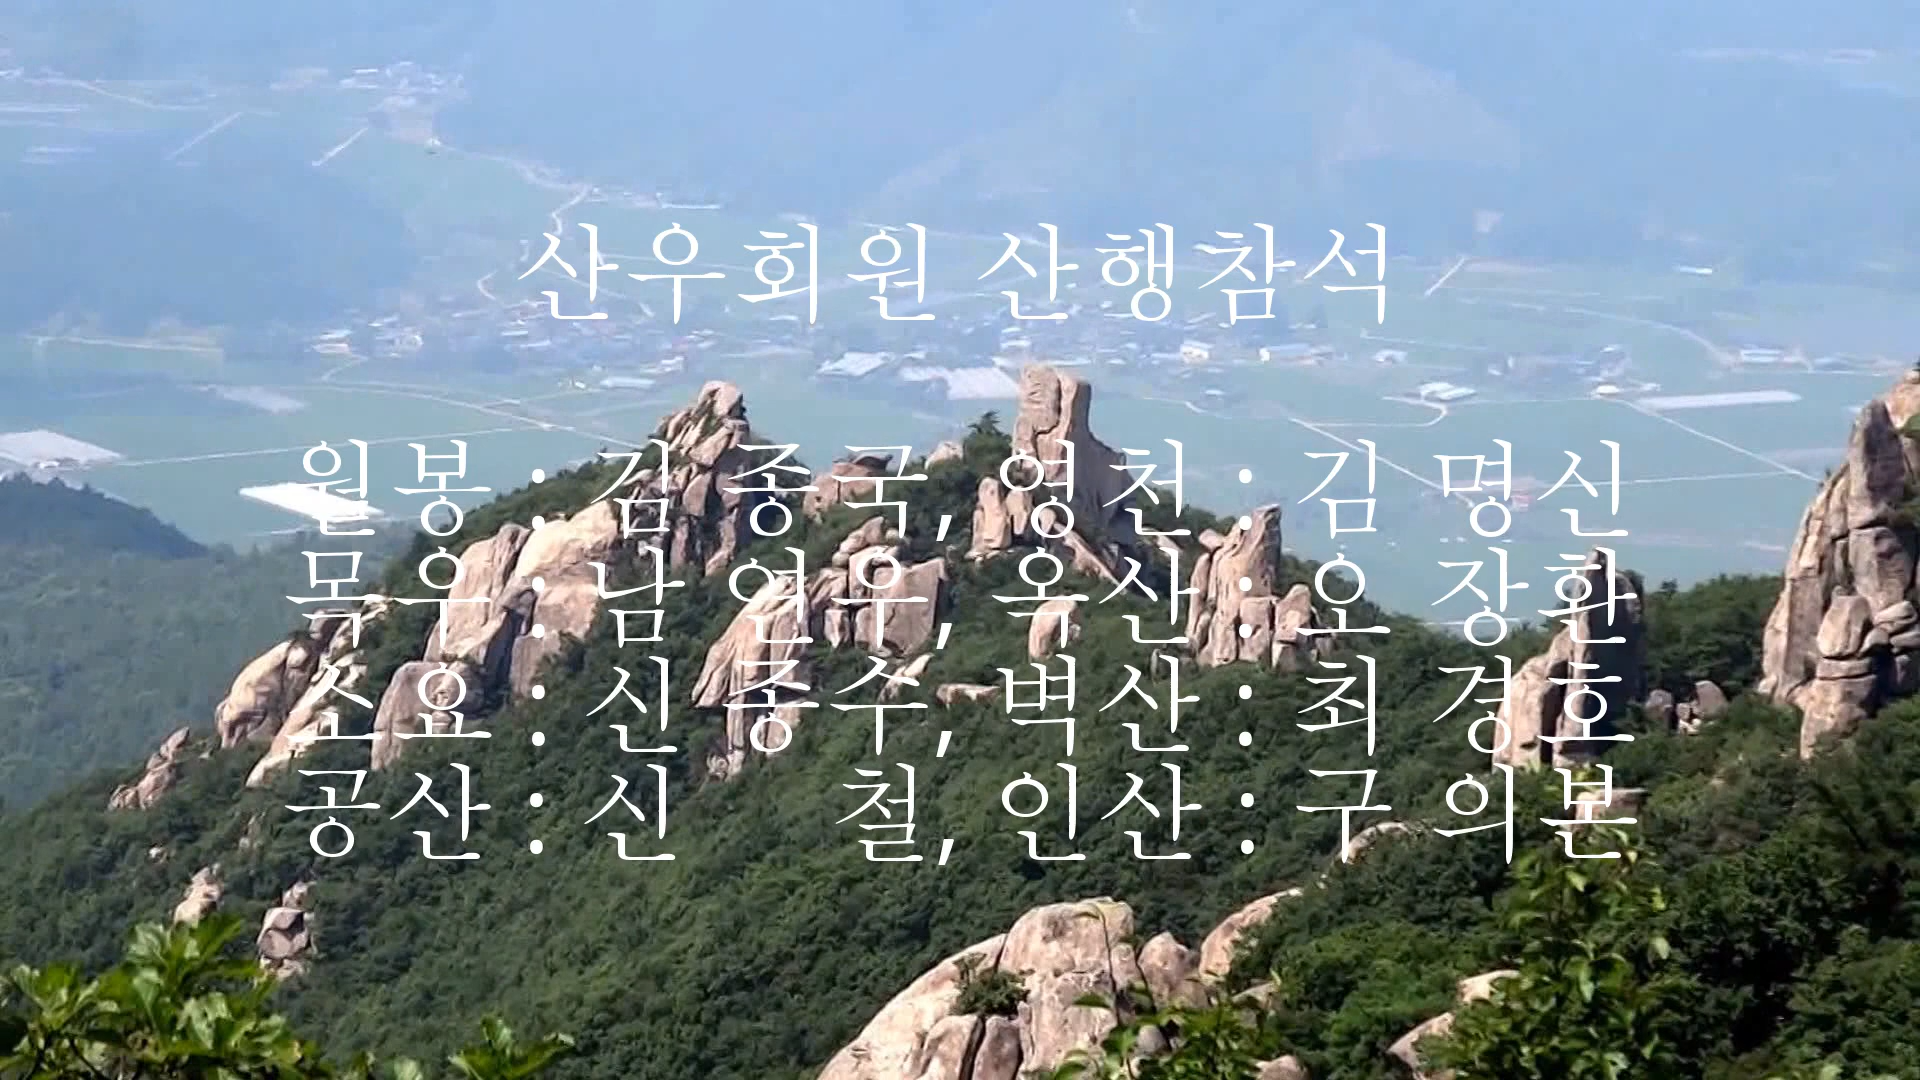 산우회원 산행참석
월봉 : 김 종국, 영천 : 김 명신
목우 : 남 연우, 옥산 : 오 장환
소요 : 신 종수, 벽산 : 최 경호
공산 : 신 철, 인산 : 구 의본